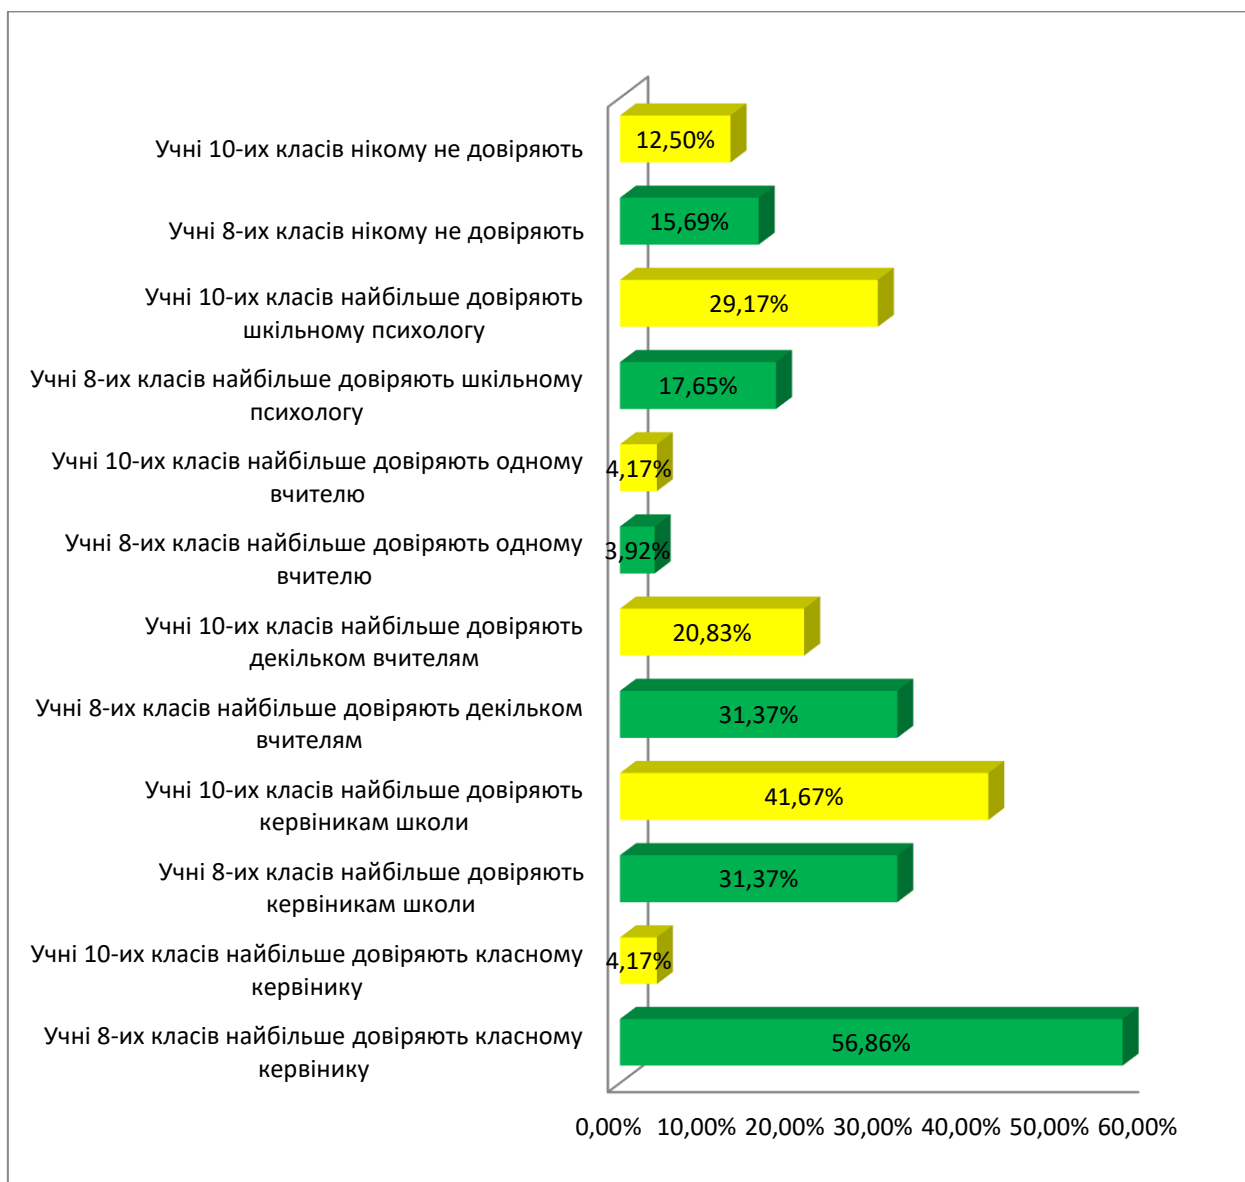 Учні 10-их класів нікому не довіряють
12,50%
Учні 8-их класів нікому не довіряють
15,69%
Учні 10-их класів найбільше довіряють
шкільному психологу
29,17%
Учні 8-их класів найбільше довіряють шкільному
психологу
17,65%
Учні 10-их класів найбільше довіряють одному
вчителю
4,17%
Учні 8-их класів найбільше довіряють одному
вчителю
3,92%
Учні 10-их класів найбільше довіряють
декільком вчителям
20,83%
Учні 8-их класів найбільше довіряють декільком
вчителям
31,37%
Учні 10-их класів найбільше довіряють
кервіникам школи
41,67%
Учні 8-их класів найбільше довіряють
кервіникам школи
31,37%
Учні 10-их класів найбільше довіряють класному
кервінику
4,17%
Учні 8-их класів найбільше довіряють класному
кервінику
56,86%
0,00% 10,00% 20,00% 30,00% 40,00% 50,00% 60,00%